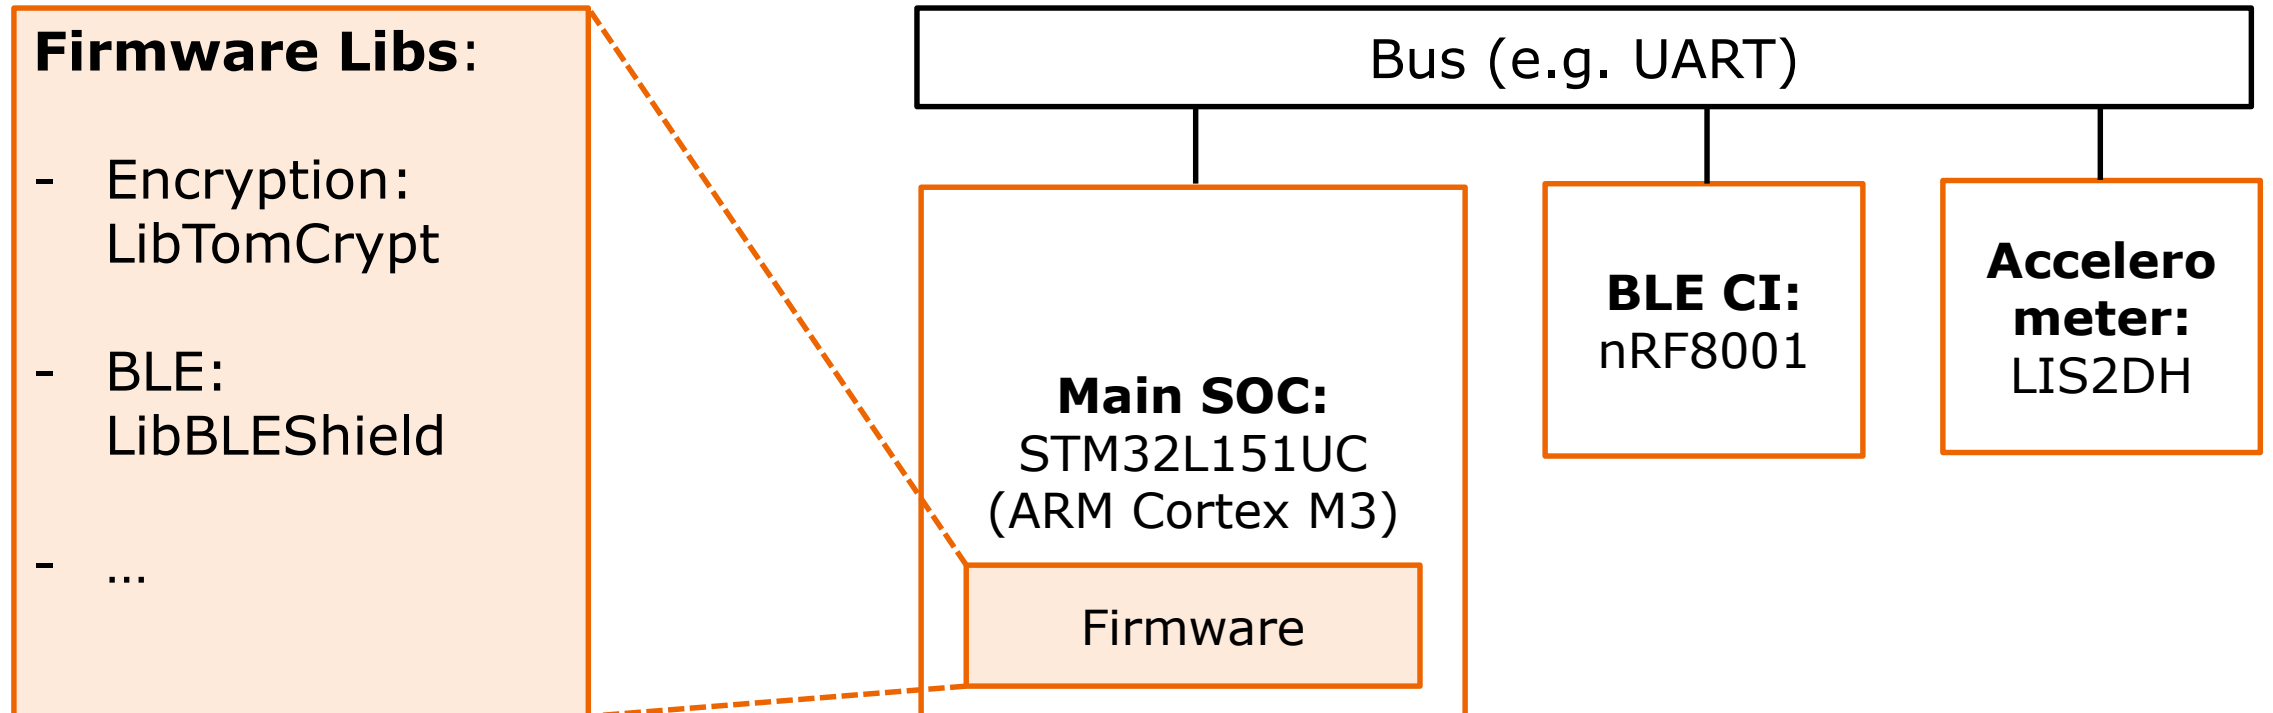 Firmware Libs:
- Encryption:
LibTomCrypt
- BLE:
LibBLEShield
- …
Bus (e.g. UART)
Main SOC:
STM32L151UC
(ARM Cortex M3)
Firmware
BLE CI:
nRF8001
Accelero
meter:
LIS2DH